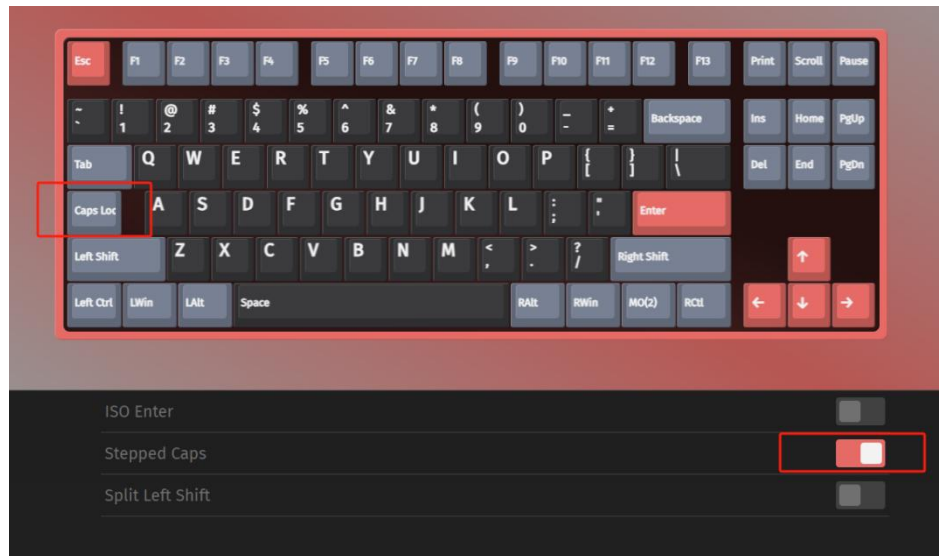 Esc F1 F2 F3 F4 F5 F6 F7 F8 F9 F10 F11 F12 F13 Print Scroll Pause
~ ! @ # $ % ^ & * ( ) _ +
` 1 2 3 4 5 6 7 8 9 0 - = Backspace Ins Home PgUp
Tab Q W E R T Y U I O P { } | Del End PgDn
[ ] \
Caps Loc A S D F G H J K L : " Enter
; '
Left Shift Z X C V B N M < > ? Right Shift ↑
, . /
Left Ctrl LWin LAlt Space RAlt RWin MO(2) RCtl ← ↓ →
ISO Enter
Stepped Caps
Split Left Shift